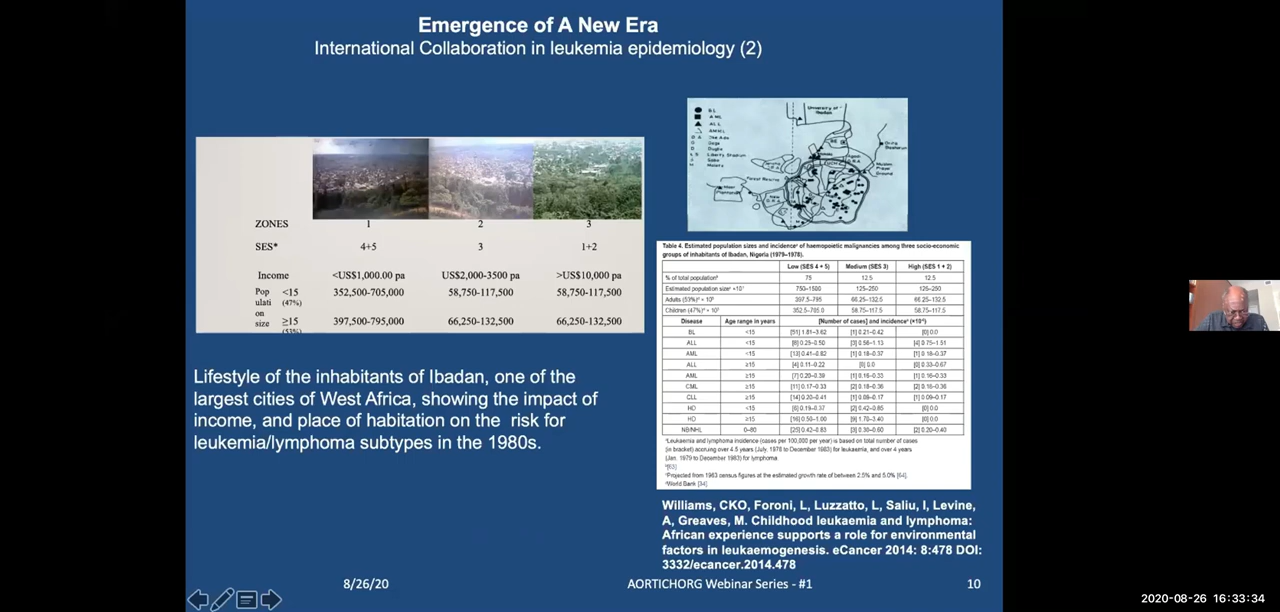 Emergence of A New Era
International Collaboration in leukemia epidemiology (2)
ZONES 1 2 3
SES* 4+5 3 1+2
Income <US$1,000.00 pa US$2,000-3500 pa >US$10,000 pa
Pop <15 352,500-705,000 58,750-117,500 58,750-117,500
ulati (47%)
on
size ≥15 397,500-795,000 66,250-132,500 66,250-132,500
(53%)
Lifestyle of the inhabitants of Ibadan, one of the
largest cities of West Africa, showing the impact of
income, and place of habitation on the risk for
leukemia/lymphoma subtypes in the 1980s.
BL
AML
ALL
University of
Liberty Stadium
Forest Reserve
Table 4. Estimated population sizes and incidence of haemopoietic malignancies among three socio-economic
groups of inhabitants of Ibadan, Nigeria (1979–1978).
Low (SES 4 + 5) Medium (SES 3) High (SES 1 + 2)
% of total population 75 12.5 12.5
Estimated population size 750–1500 125–250 125–250
Adults (53%) 397.5–795 66.25–132.5 66.25–132.5
Children (47%) 352.5–705.0 58.75–117.5 58.75–117.5
Disease Age range in years [Number of cases] and incidence
BL <15 [51] 1.81–3.62 [1] 0.21–0.42 [0] 0.0
ALL <15 [8] 0.29–0.50 [3] 0.56–1.13 [4] 0.75–1.51
AML <15 [13] 0.41–0.82 [1] 0.18–0.37 [1] 0.18–0.37
ALL ≥15 [4] 0.11–0.22 [0] 0.0 [0] 0.33–0.67
AML ≥15 [7] 0.20–0.39 [1] 0.16–0.33 [1] 0.16–0.33
CML ≥15 [11] 0.17–0.33 [2] 0.18–0.36 [2] 0.16–0.36
CLL ≥15 [14] 0.20–0.41 [1] 0.08–0.17 [1] 0.09–0.17
HD <15 [6] 0.19–0.37 [2] 0.42–0.85 [0] 0.0
HD ≥15 [16] 0.50–1.00 [9] 1.70–3.40 [0] 0.0
NB/NHL 0–80 [25] 0.42–0.83 [3] 0.30–0.60 [2] 0.20–0.40
Leukaemia and lymphoma incidence (cases per 100,000 per year) is based on total number of cases
(in bracket) accruing over 4.5 years (July, 1978 to December 1983) for leukaemia, and over 4 years
(Jan. 1979 to December 1983) for lymphoma
Projected from 1963 census figures at the estimated growth rate of between 2.5% and 5.0% [64].
World Bank [34].
Williams, CKO, Foroni, L, Luzzatto, L, Saliu, I, Levine,
A, Greaves, M. Childhood leukaemia and lymphoma:
African experience supports a role for environmental
factors in leukaemogenesis. eCancer 2014: 8:478 DOI:
3332/ecancer.2014.478
8/26/20 AORTICHORG Webinar Series - #1 10
2020-08-26 16:33:34